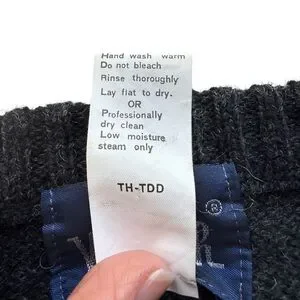 Hand wash warm
Do not bleach
Rinse thoroughly
Lay flat to dry.
OR
Professionally
dry clean
Low moisture
steam only
TH-TDD
®